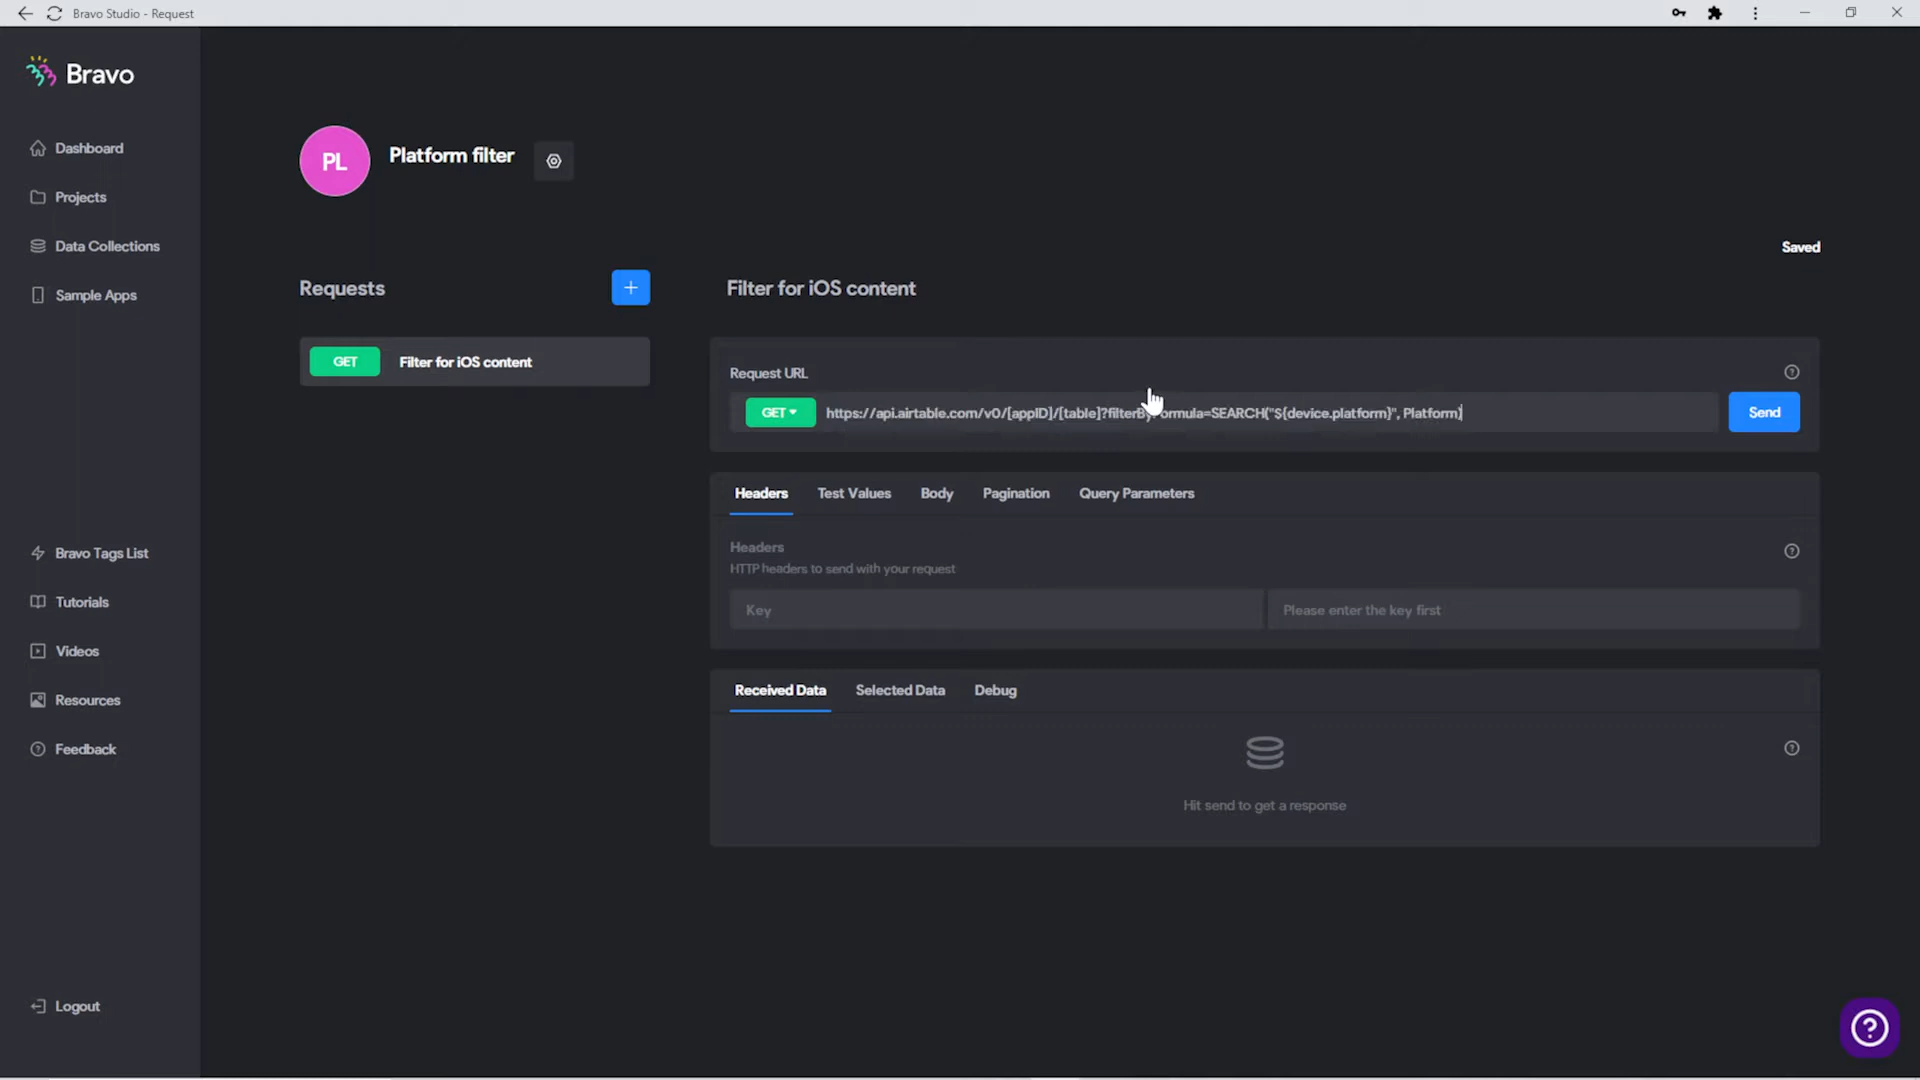 Bravo Studio - Request
Bravo
Dashboard
Projects
Data Collections
Sample Apps
Bravo Tags List
Tutorials
Videos
Resources
Feedback
Logout
PL
Platform filter
Saved
Requests
+
GET Filter for iOS content
Filter for iOS content
Request URL
GET https://api.airtable.com/v0/[appID]/[table]?filterByFormula=SEARCH("${device.platform}", Platform)
Send
Headers Test Values Body Pagination Query Parameters
Headers
HTTP headers to send with your request
Key Please enter the key first
Received Data Selected Data Debug
Hit send to get a response